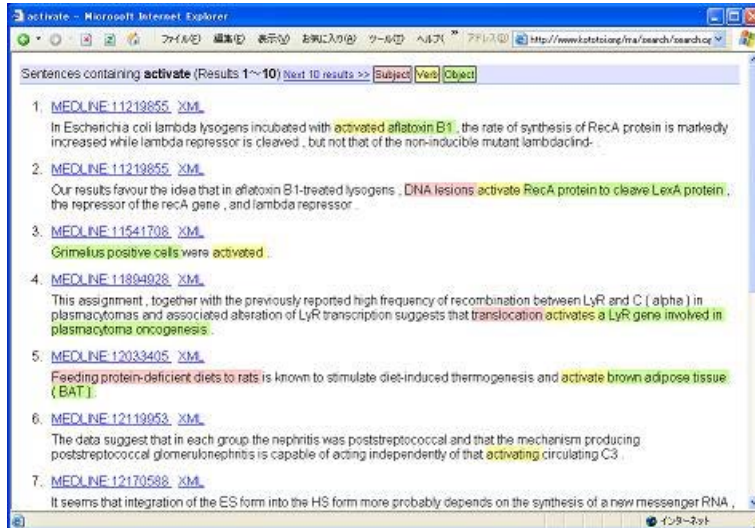 activate - Microsoft Internet Explorer
ファイル(F) 編集(E) 表示(V) お気に入り(A) ツール(T) ヘルプ( » アドレス(D)
Sentences containing activate (Results 1~10) Next 10 results >> Subject Verb Object
1. MEDLINE:11219855 XML
In Escherichia coli lambda lysogens incubated with activated aflatoxin B1 , the rate of synthesis of RecA protein is markedly
increased while lambda repressor is cleaved , but not that of the non-inducible mutant lambdacIind- .
2. MEDLINE:11219855 XML
Our results favour the idea that in aflatoxin B1-treated lysogens , DNA lesions activate RecA protein to cleave LexA protein ,
the repressor of the recA gene , and lambda repressor .
3. MEDLINE:11541708 XML
Grimelius positive cells were activated .
4. MEDLINE:11894928 XML
This assignment , together with the previously reported high frequency of recombination between LyR and C ( alpha ) in
plasmacytomas and associated alteration of LyR transcription suggests that translocation activates a LyR gene involved in
plasmacytoma oncogenesis .
5. MEDLINE:12033405 XML
Feeding protein-deficient diets to rats is known to stimulate diet-induced thermogenesis and activate brown adipose tissue
( BAT ) .
6. MEDLINE:12119953 XML
The data suggest that in each group the nephritis was poststreptococcal and that the mechanism producing
poststreptococcal glomerulonephritis is capable of acting independently of that activating circulating C3 .
7. MEDLINE:12170588 XML
It seems that integration of the ES form into the HS form more probably depends on the synthesis of a new messenger RNA ,
インターネット